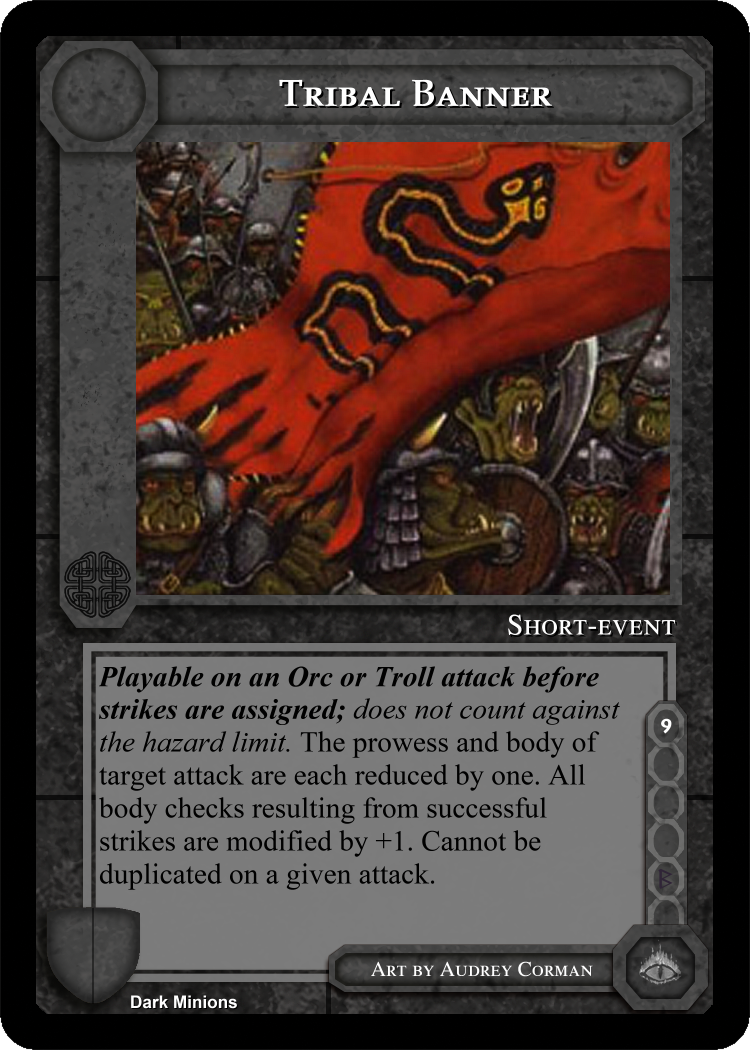 Tribal Banner
Short-event
Playable on an Orc or Troll attack before
strikes are assigned; does not count against
the hazard limit. The prowess and body of
target attack are each reduced by one. All
body checks resulting from successful
strikes are modified by +1. Cannot be
duplicated on a given attack.
9
Art by Audrey Corman
Dark Minions